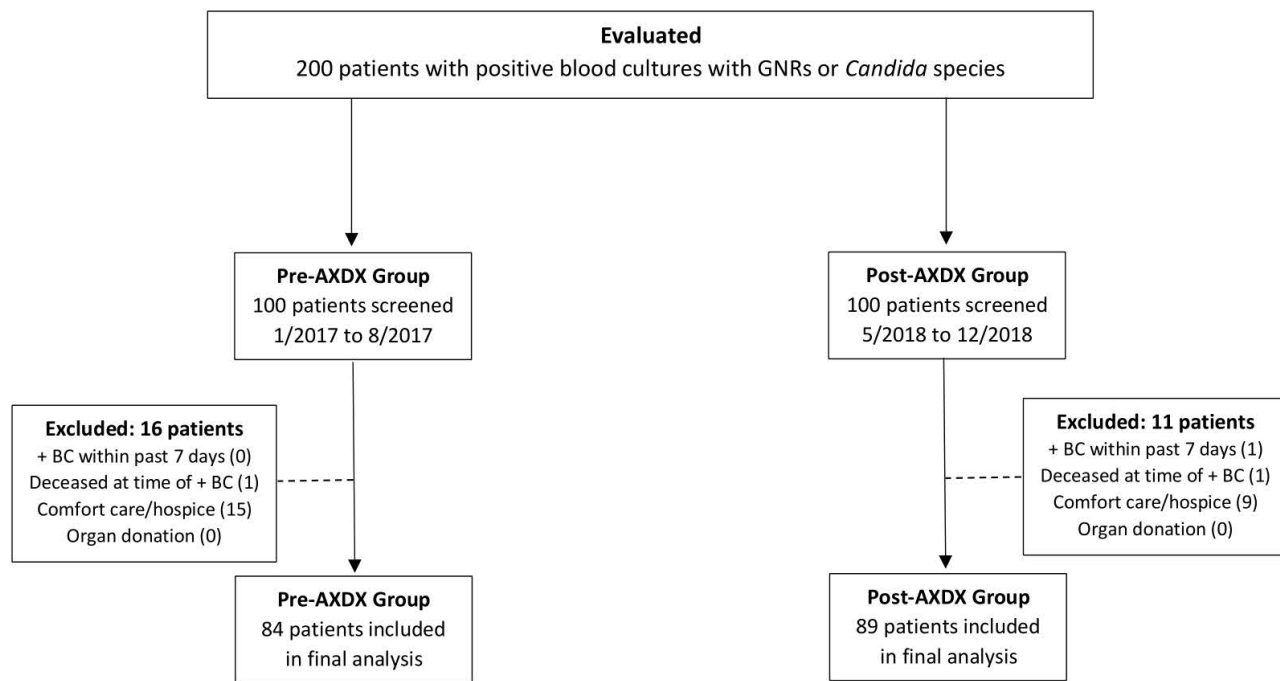 Evaluated
200 patients with positive blood cultures with GNRs or Candida species
Pre-AXDX Group
100 patients screened
1/2017 to 8/2017
Post-AXDX Group
100 patients screened
5/2018 to 12/2018
Excluded: 16 patients
+ BC within past 7 days (0)
Deceased at time of + BC (1)
Comfort care/hospice (15)
Organ donation (0)
Excluded: 11 patients
+ BC within past 7 days (1)
Deceased at time of + BC (1)
Comfort care/hospice (9)
Organ donation (0)
Pre-AXDX Group
84 patients included
in final analysis
Post-AXDX Group
89 patients included
in final analysis